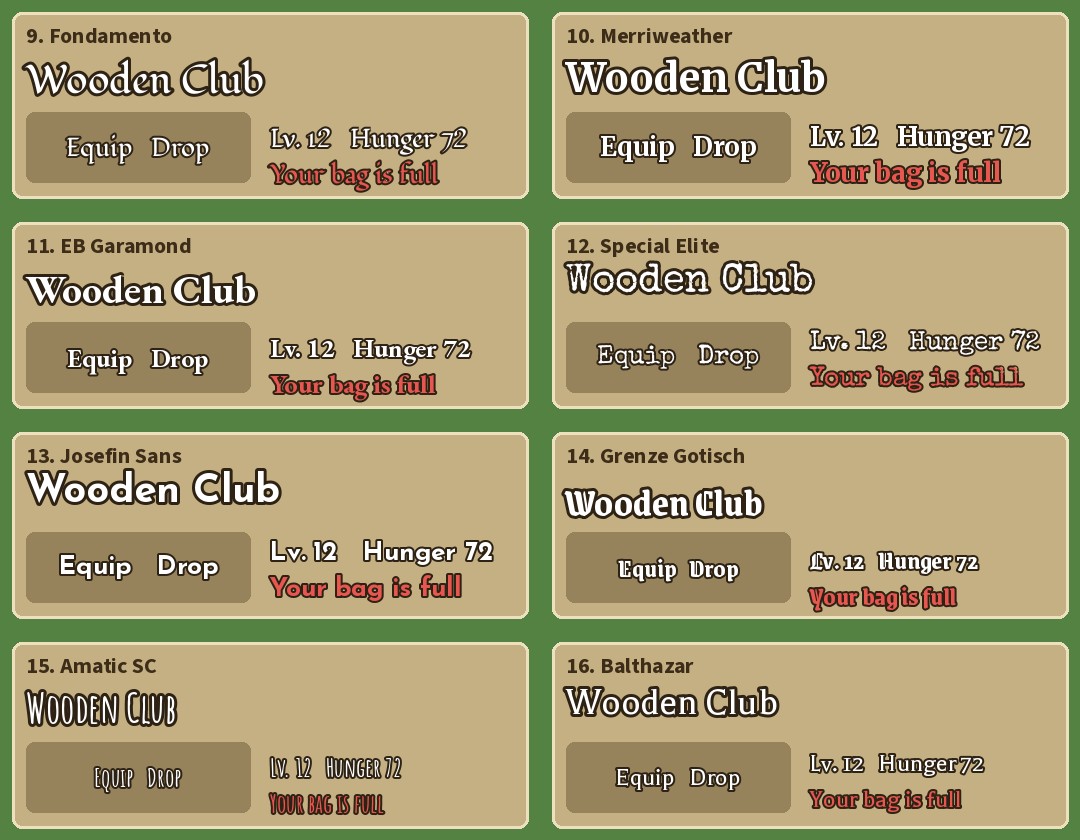 9. Fondamento
Wooden Club
Equip Drop
Lv. 12 Hunger 72
Your bag is full
10. Merriweather
Wooden Club
Equip Drop
Lv. 12 Hunger 72
Your bag is full
11. EB Garamond
Wooden Club
Equip Drop
Lv. 12 Hunger 72
Your bag is full
12. Special Elite
Wooden Club
Equip Drop
Lv. 12 Hunger 72
Your bag is full
13. Josefin Sans
Wooden Club
Equip Drop
Lv. 12 Hunger 72
Your bag is full
14. Grenze Gotisch
Wooden Club
Equip Drop
Lv. 12 Hunger 72
Your bag is full
15. Amatic SC
Wooden Club
Equip Drop
Lv. 12 Hunger 72
Your bag is full
16. Balthazar
Wooden Club
Equip Drop
Lv. 12 Hunger 72
Your bag is full